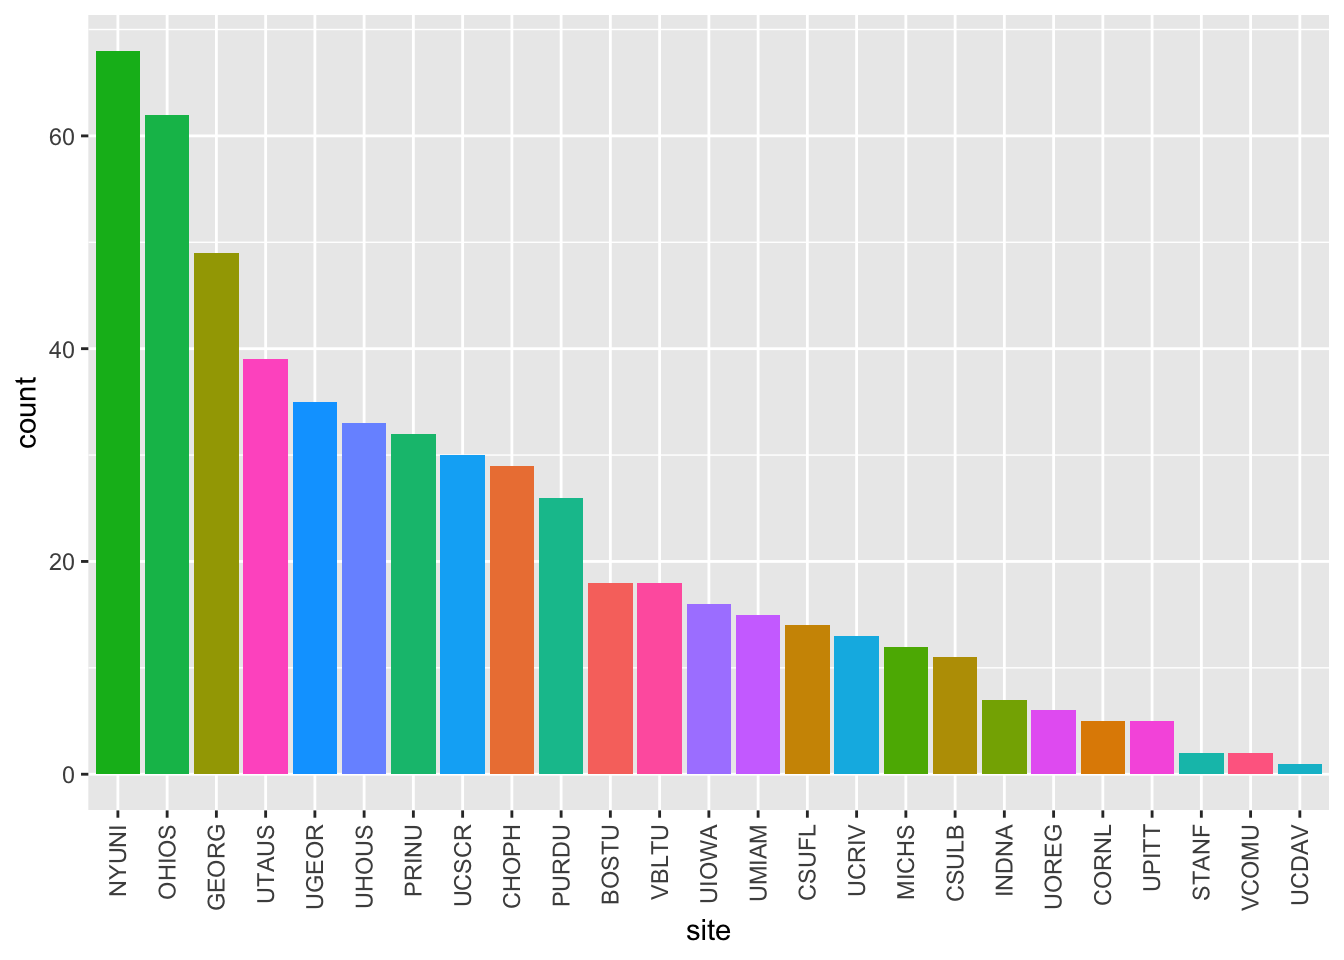 count
60
40
20
0
NYUNI
OHIOS
GEORG
UTAUS
UGEOR
UHOUS
PRINU
UCSCR
CHOPH
PURDU
BOSTU
VBLTU
UIOWA
UMIAM
CSUFL
UCRIV
MICHS
CSULB
INDNA
UOREG
CORNL
UPITT
STANF
VCOMU
UCDAV
site